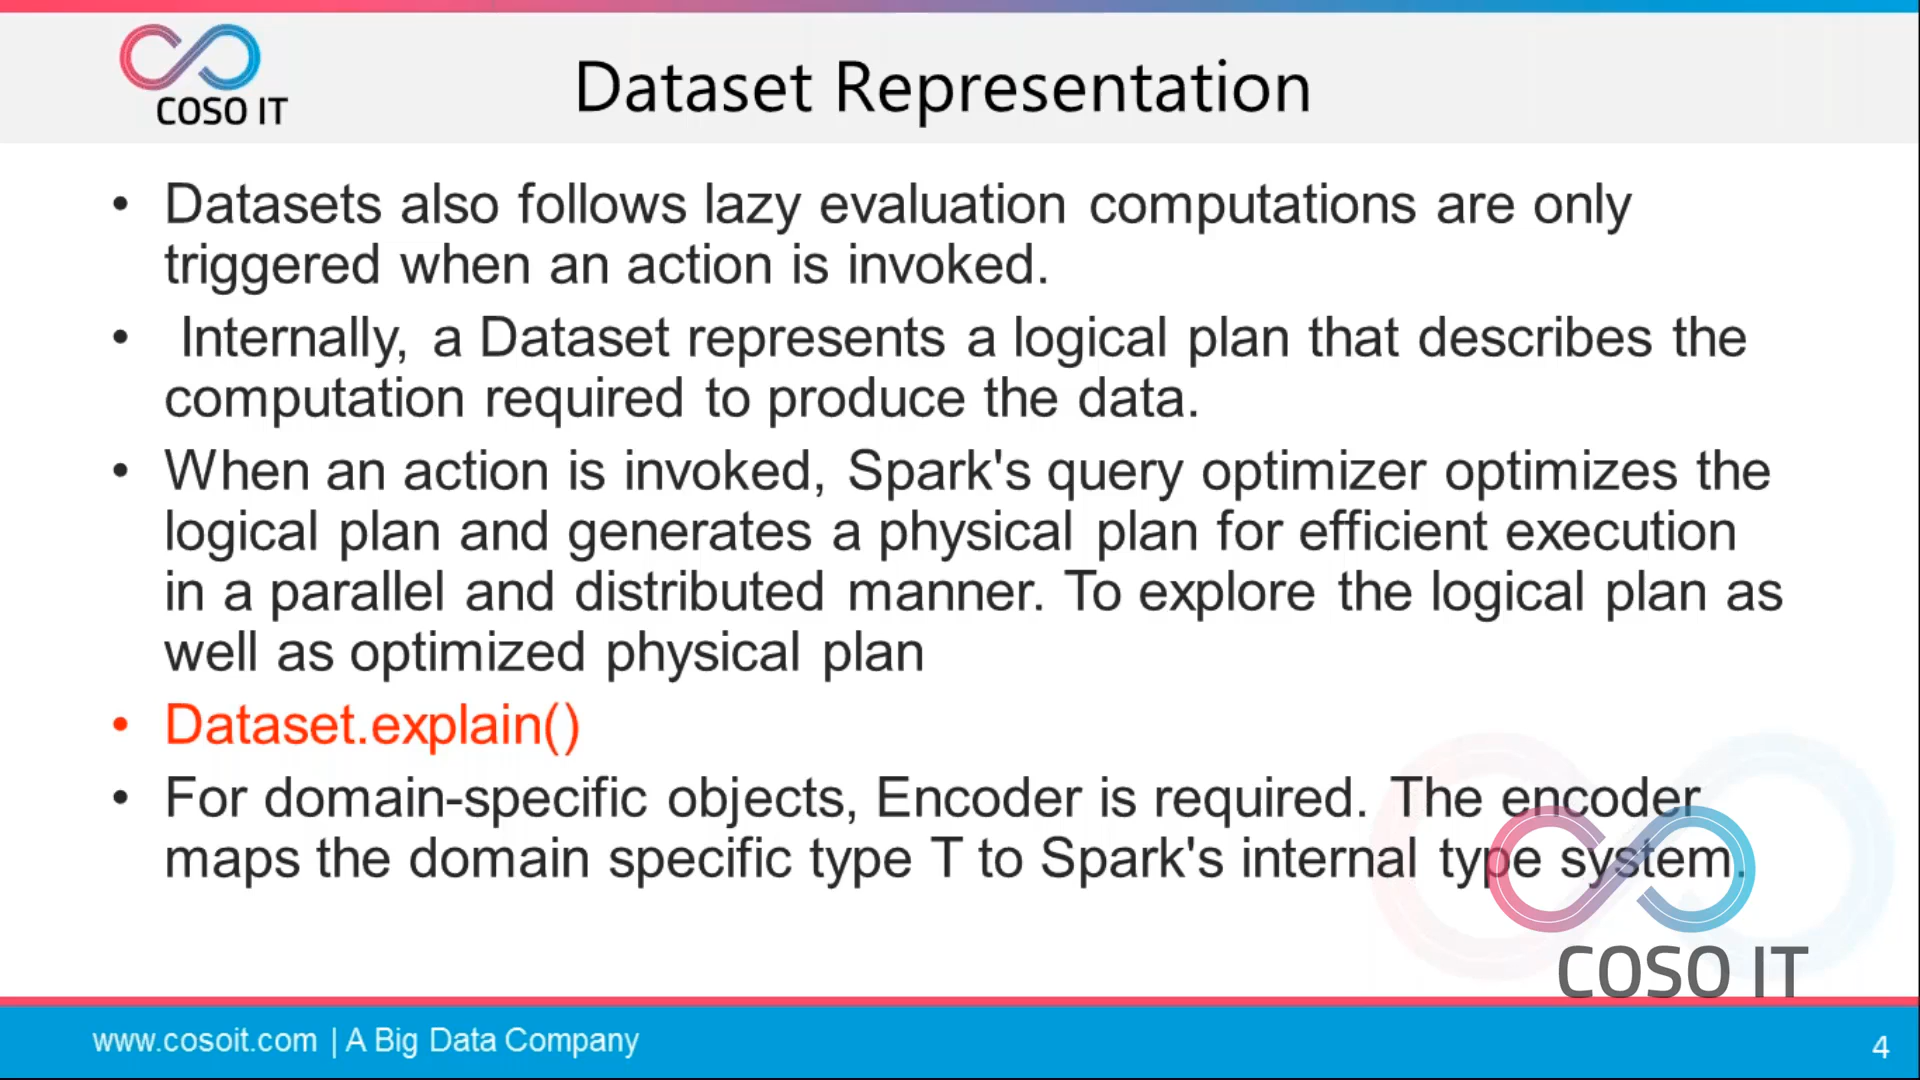 COSO IT
Dataset Representation
• Datasets also follows lazy evaluation computations are only
triggered when an action is invoked.
• Internally, a Dataset represents a logical plan that describes the
computation required to produce the data.
• When an action is invoked, Spark's query optimizer optimizes the
logical plan and generates a physical plan for efficient execution
in a parallel and distributed manner. To explore the logical plan as
well as optimized physical plan
• Dataset.explain()
• For domain-specific objects, Encoder is required. The encoder
maps the domain specific type T to Spark's internal type system.
COSO IT
www.cosoit.com | A Big Data Company
4